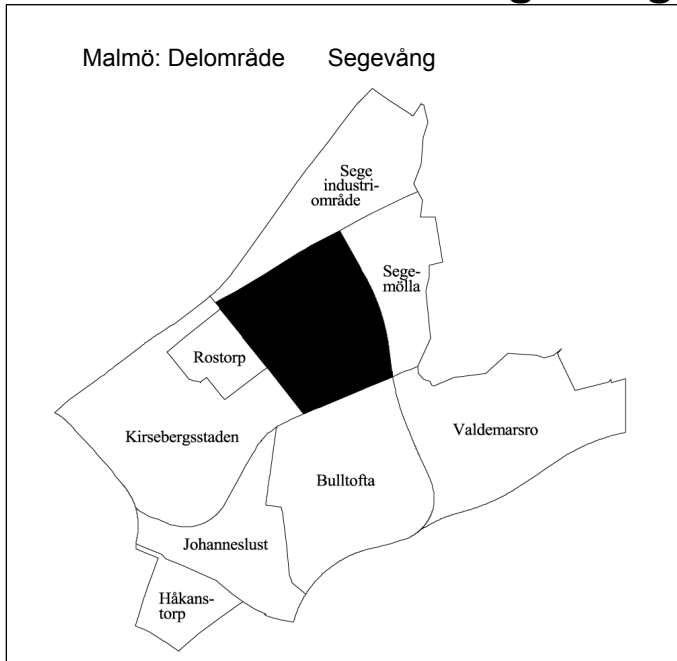 Malmö: Delområde Segevång
Sege
industri-
område
Sege-
mölla
Rostorp
Kirsebergsstaden
Valdemarsro
Bulltofta
Johanneslust
Håkans-
torp